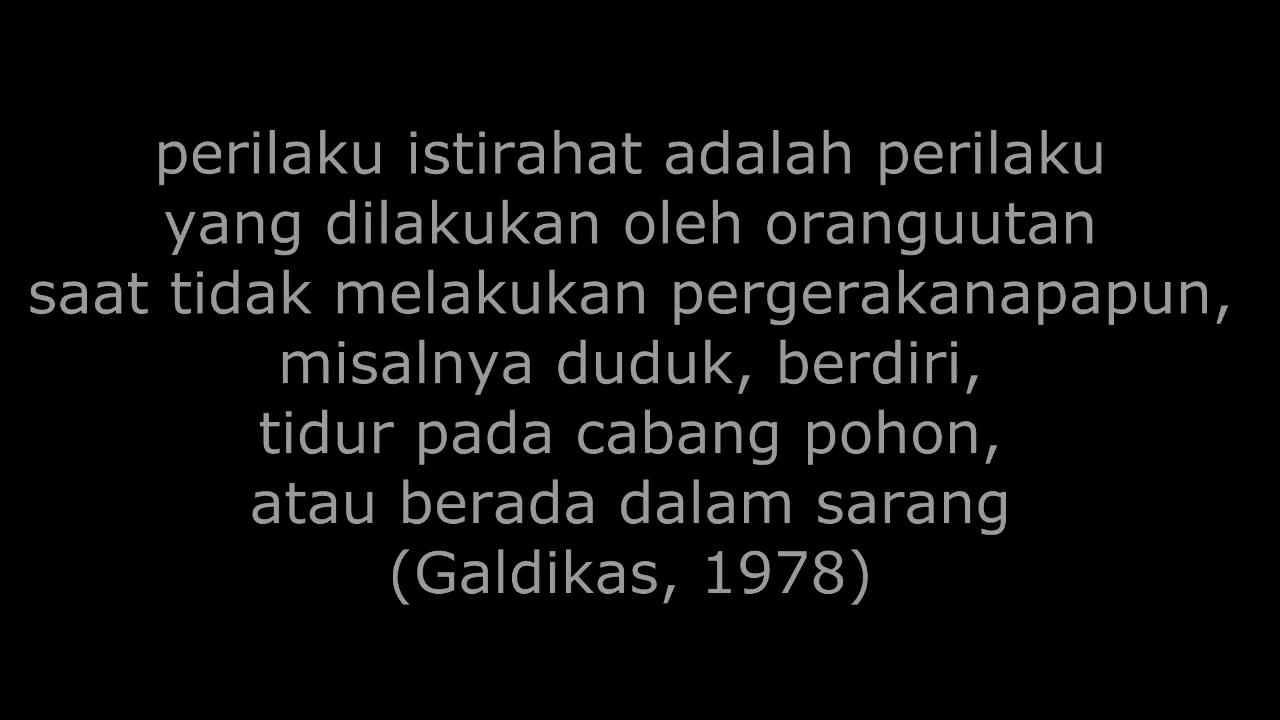 perilaku istirahat adalah perilaku
yang dilakukan oleh oranguutan
saat tidak melakukan pergerakanapapun,
misalnya duduk, berdiri,
tidur pada cabang pohon,
atau berada dalam sarang
(Galdikas, 1978)